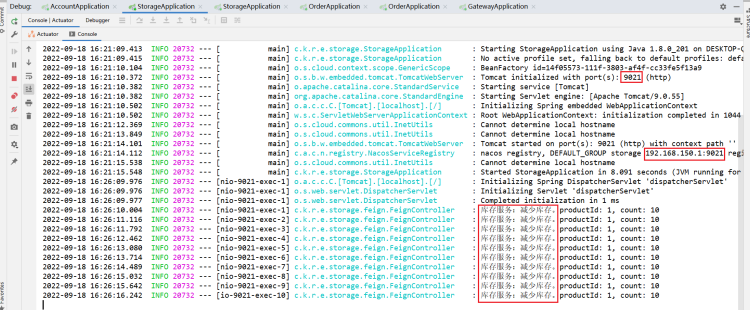 Debug: AccountApplication × StorageApplication × StorageApplication × OrderApplication × OrderApplication × GatewayApplication ×
Console | Actuator Debugger
Actuator Console
2022-09-18 16:21:09.413 INFO 20732 --- [ main] c.k.r.e.storage.StorageApplication : Starting StorageApplication using Java 1.8.0_201 on DESKTOP-
2022-09-18 16:21:09.415 INFO 20732 --- [ main] c.k.r.e.storage.StorageApplication : No active profile set, falling back to default profiles: defa
2022-09-18 16:21:10.104 INFO 20732 --- [ main] o.s.cloud.context.scope.GenericScope : BeanFactory id=14f05573-111f-3803-af4f-cc33fe5f13a9
2022-09-18 16:21:10.372 INFO 20732 --- [ main] o.s.b.w.embedded.tomcat.TomcatWebServer : Tomcat initialized with port(s): 9021 (http)
2022-09-18 16:21:10.382 INFO 20732 --- [ main] o.apache.catalina.core.StandardService : Starting service [Tomcat]
2022-09-18 16:21:10.382 INFO 20732 --- [ main] org.apache.catalina.core.StandardEngine : Starting Servlet engine: [Apache Tomcat/9.0.55]
2022-09-18 16:21:10.502 INFO 20732 --- [ main] o.a.c.c.C.[Tomcat].[localhost].[/] : Initializing Spring embedded WebApplicationContext
2022-09-18 16:21:10.502 INFO 20732 --- [ main] w.s.c.ServletWebServerApplicationContext : Root WebApplicationContext: initialization completed in 1044
2022-09-18 16:21:12.369 INFO 20732 --- [ main] o.s.cloud.commons.util.InetUtils : Cannot determine local hostname
2022-09-18 16:21:13.849 INFO 20732 --- [ main] o.s.cloud.commons.util.InetUtils : Cannot determine local hostname
2022-09-18 16:21:14.101 INFO 20732 --- [ main] o.s.b.w.embedded.tomcat.TomcatWebServer : Tomcat started on port(s): 9021 (http) with context path ''
2022-09-18 16:21:14.112 INFO 20732 --- [ main] c.a.c.n.registry.NacosServiceRegistry : nacos registry, DEFAULT_GROUP storage 192.168.150.1:9021 regi
2022-09-18 16:21:15.538 INFO 20732 --- [ main] o.s.cloud.commons.util.InetUtils : Cannot determine local hostname
2022-09-18 16:21:15.548 INFO 20732 --- [ main] c.k.r.e.storage.StorageApplication : Started StorageApplication in 8.091 seconds (JVM running for
2022-09-18 16:26:09.976 INFO 20732 --- [nio-9021-exec-1] o.a.c.c.C.[Tomcat].[localhost].[/] : Initializing Spring DispatcherServlet 'dispatcherServlet'
2022-09-18 16:26:09.976 INFO 20732 --- [nio-9021-exec-1] o.s.web.servlet.DispatcherServlet : Initializing Servlet 'dispatcherServlet'
2022-09-18 16:26:09.977 INFO 20732 --- [nio-9021-exec-1] o.s.web.servlet.DispatcherServlet : Completed initialization in 1 ms
2022-09-18 16:26:10.004 INFO 20732 --- [nio-9021-exec-1] c.k.r.e.storage.feign.FeignController : 库存服务：减少库存. productId: 1, count: 10
2022-09-18 16:26:11.116 INFO 20732 --- [nio-9021-exec-2] c.k.r.e.storage.feign.FeignController : 库存服务：减少库存. productId: 1, count: 10
2022-09-18 16:26:11.792 INFO 20732 --- [nio-9021-exec-3] c.k.r.e.storage.feign.FeignController : 库存服务：减少库存. productId: 1, count: 10
2022-09-18 16:26:12.462 INFO 20732 --- [nio-9021-exec-4] c.k.r.e.storage.feign.FeignController : 库存服务：减少库存. productId: 1, count: 10
2022-09-18 16:26:13.080 INFO 20732 --- [nio-9021-exec-5] c.k.r.e.storage.feign.FeignController : 库存服务：减少库存. productId: 1, count: 10
2022-09-18 16:26:13.714 INFO 20732 --- [nio-9021-exec-6] c.k.r.e.storage.feign.FeignController : 库存服务：减少库存. productId: 1, count: 10
2022-09-18 16:26:14.489 INFO 20732 --- [nio-9021-exec-7] c.k.r.e.storage.feign.FeignController : 库存服务：减少库存. productId: 1, count: 10
2022-09-18 16:26:15.032 INFO 20732 --- [nio-9021-exec-8] c.k.r.e.storage.feign.FeignController : 库存服务：减少库存. productId: 1, count: 10
2022-09-18 16:26:15.642 INFO 20732 --- [nio-9021-exec-9] c.k.r.e.storage.feign.FeignController : 库存服务：减少库存. productId: 1, count: 10
2022-09-18 16:26:16.242 INFO 20732 --- [io-9021-exec-10] c.k.r.e.storage.feign.FeignController : 库存服务：减少库存. productId: 1, count: 10
Favorites